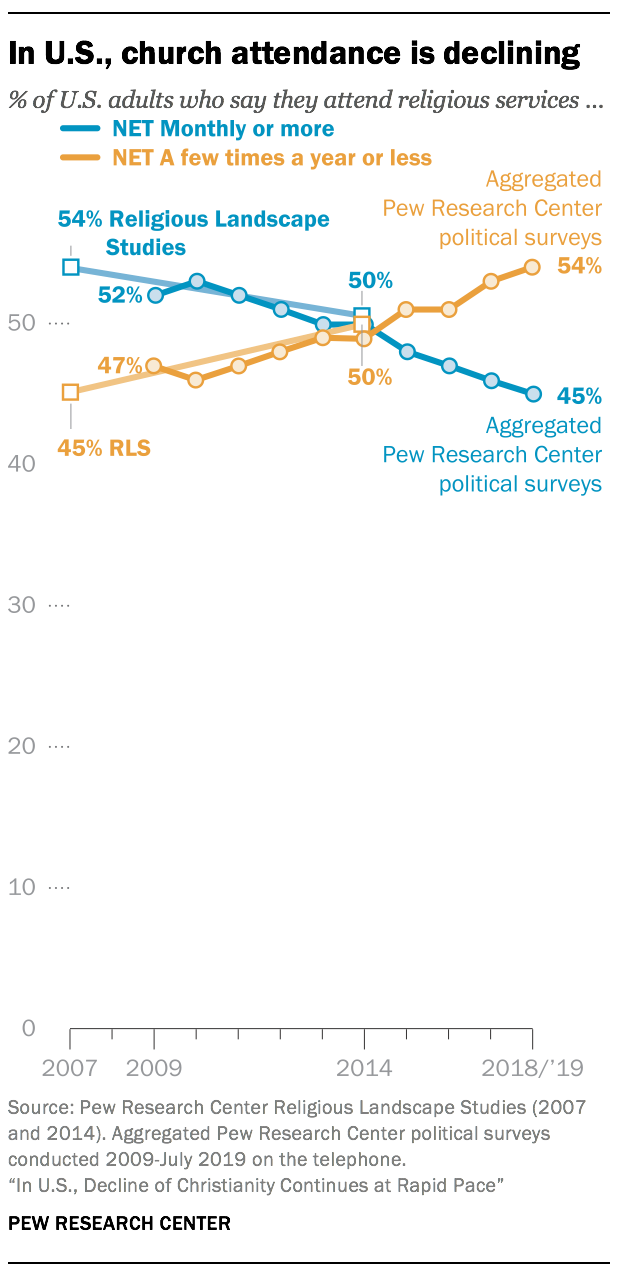 In U.S., church attendance is declining
% of U.S. adults who say they attend religious services ...
NET Monthly or more
NET A few times a year or less
Aggregated
Pew Research Center
political surveys
54%
54% Religious Landscape
Studies
50%
52%
50
47%
50%
45%
Aggregated
Pew Research Center
political surveys
45% RLS
40
30
20
10
0
2007 2009 2014 2018/'19
Source: Pew Research Center Religious Landscape Studies (2007
and 2014). Aggregated Pew Research Center political surveys
conducted 2009-July 2019 on the telephone.
“In U.S., Decline of Christianity Continues at Rapid Pace”
PEW RESEARCH CENTER